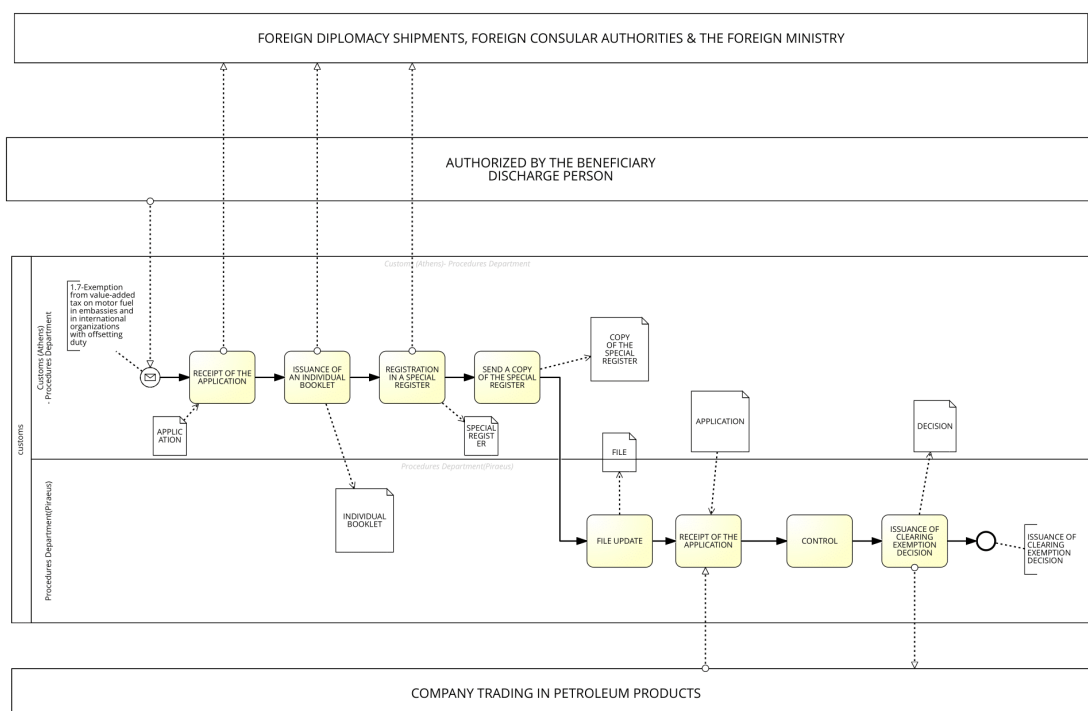 FOREIGN DIPLOMACY SHIPMENTS, FOREIGN CONSULAR AUTHORITIES & THE FOREIGN MINISTRY
AUTHORIZED BY THE BENEFICIARY
DISCHARGE PERSON
customs
Customs (Athens)
- Procedures Department
Customs (Athens)- Procedures Department
1.7-Exemption
from value-added
tax on motor fuel
in embassies and
in international
organizations
with offsetting
duty
RECEIPT OF THE
APPLICATION
ISSUANCE OF
AN INDIVIDUAL
BOOKLET
REGISTRATION
IN A SPECIAL
REGISTER
SEND A COPY
OF THE SPECIAL
REGISTER
COPY
OF THE
SPECIAL
REGISTER
APPLIC
ATION
SPECIAL
REGIST
ER
APPLICATION
DECISION
FILE
Procedures Department(Piraeus)
Procedures Department(Piraeus)
INDIVIDUAL
BOOKLET
FILE UPDATE
RECEIPT OF THE
APPLICATION
CONTROL
ISSUANCE OF
CLEARING
EXEMPTION
DECISION
ISSUANCE OF
CLEARING
EXEMPTION
DECISION
COMPANY TRADING IN PETROLEUM PRODUCTS